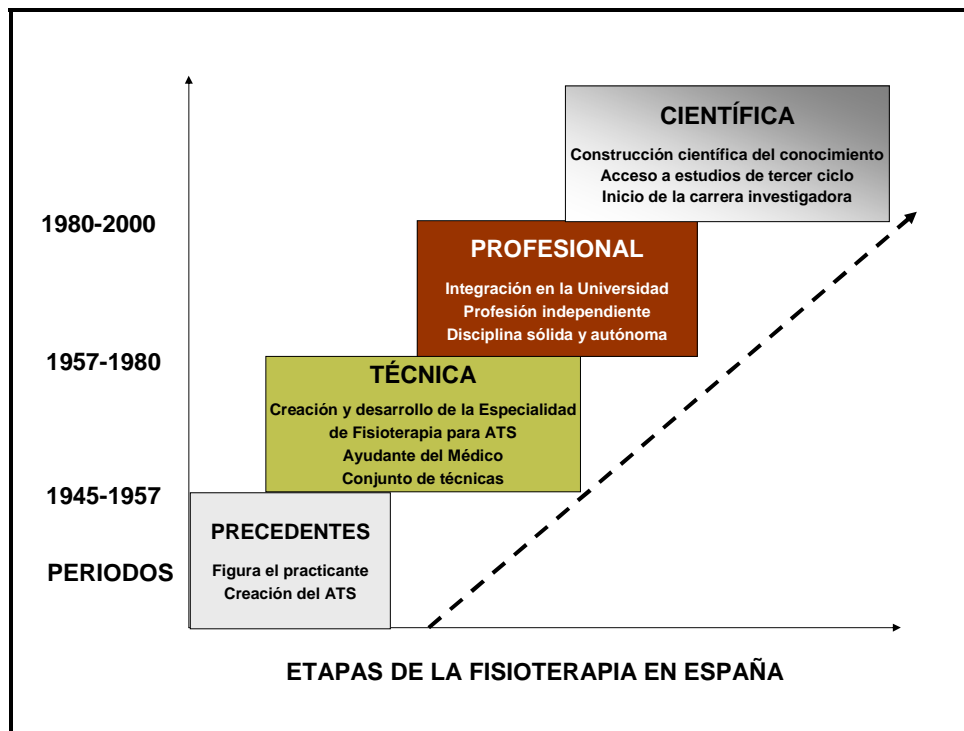 CIENTÍFICA
Construcción científica del conocimiento
Acceso a estudios de tercer ciclo
Inicio de la carrera investigadora
1980-2000
PROFESIONAL
Integración en la Universidad
Profesión independiente
Disciplina sólida y autónoma
1957-1980
TÉCNICA
Creación y desarrollo de la Especialidad
de Fisioterapia para ATS
Ayudante del Médico
Conjunto de técnicas
1945-1957
PRECEDENTES
Figura el practicante
Creación del ATS
PERIODOS
ETAPAS DE LA FISIOTERAPIA EN ESPAÑA